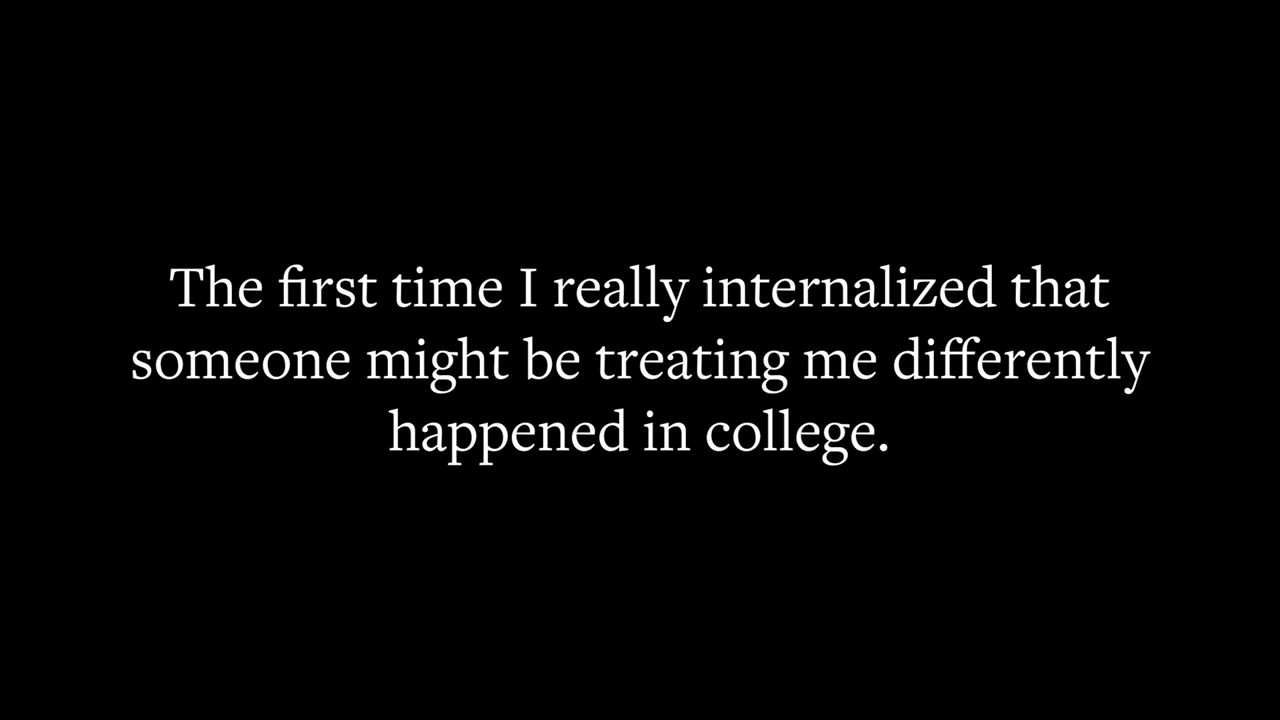 The first time I really internalized that
someone might be treating me differently
happened in college.